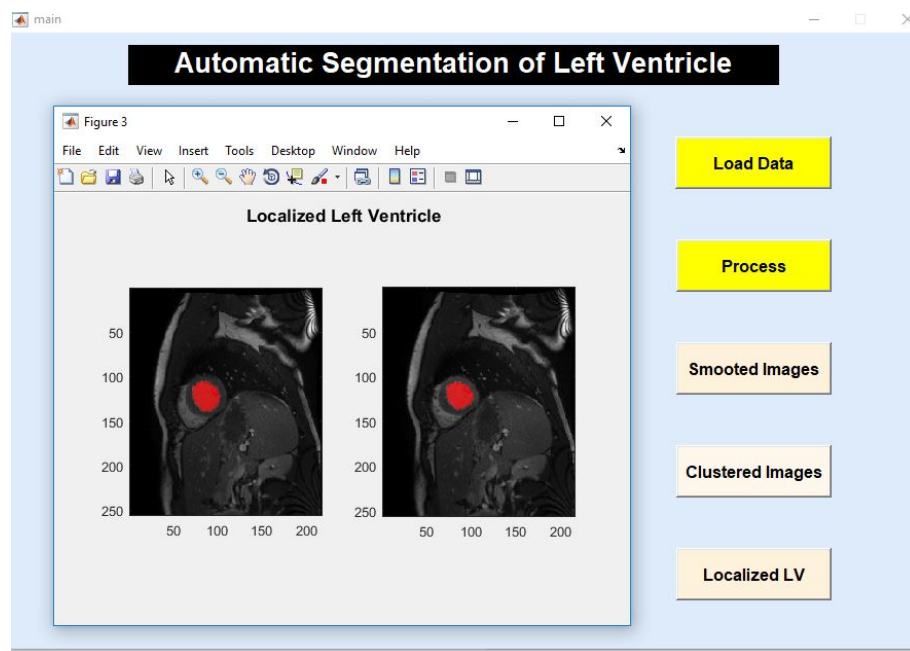 main
Automatic Segmentation of Left Ventricle
Figure 3
File Edit View Insert Tools Desktop Window Help
Localized Left Ventricle
50
100
150
200
250
50 100 150 200
50
100
150
200
250
50 100 150 200
Load Data
Process
Smooted Images
Clustered Images
Localized LV